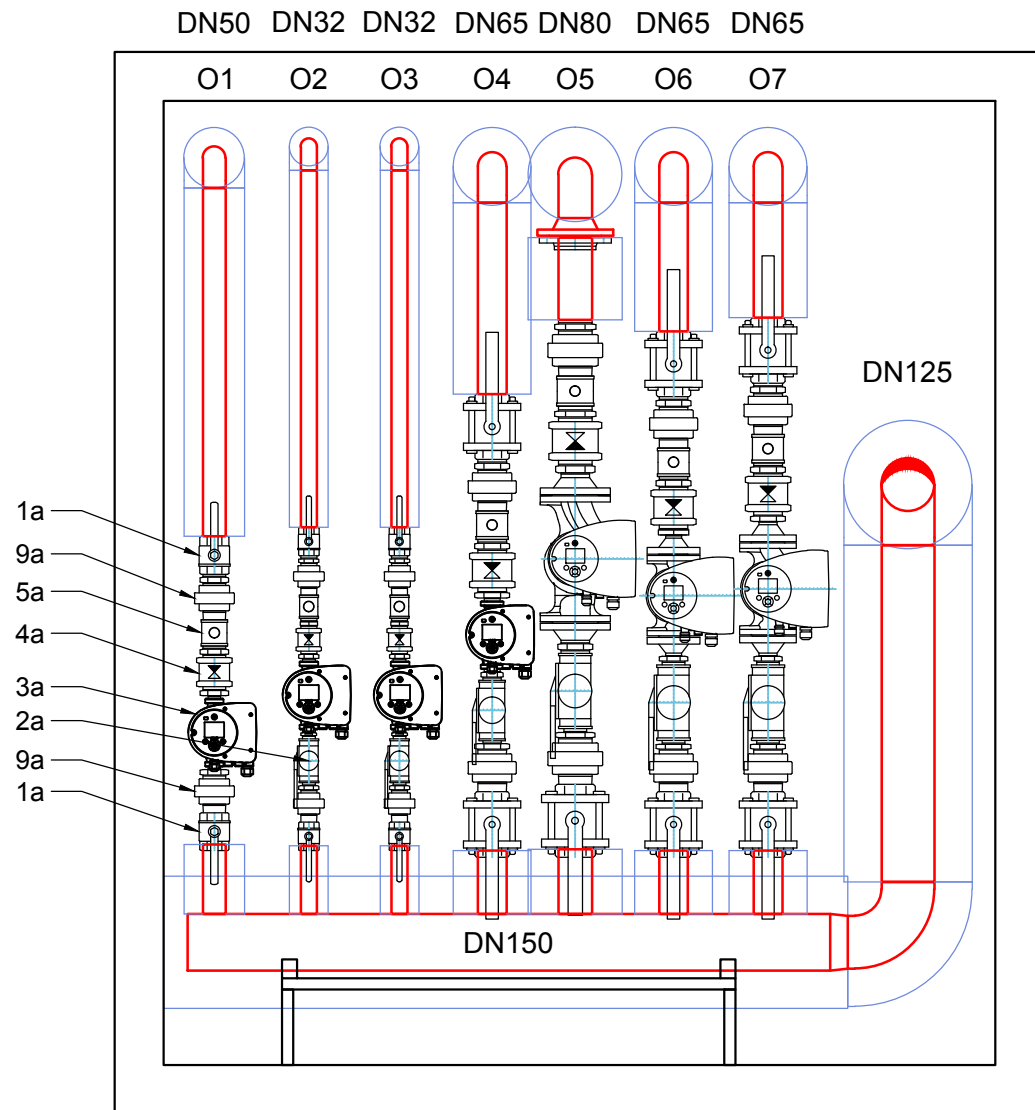 DN50 DN32 DN32 DN65 DN80 DN65 DN65
O1 O2 O3 O4 O5 O6 O7
DN125
1a
9a
5a
4a
3a
2a
9a
1a
DN150